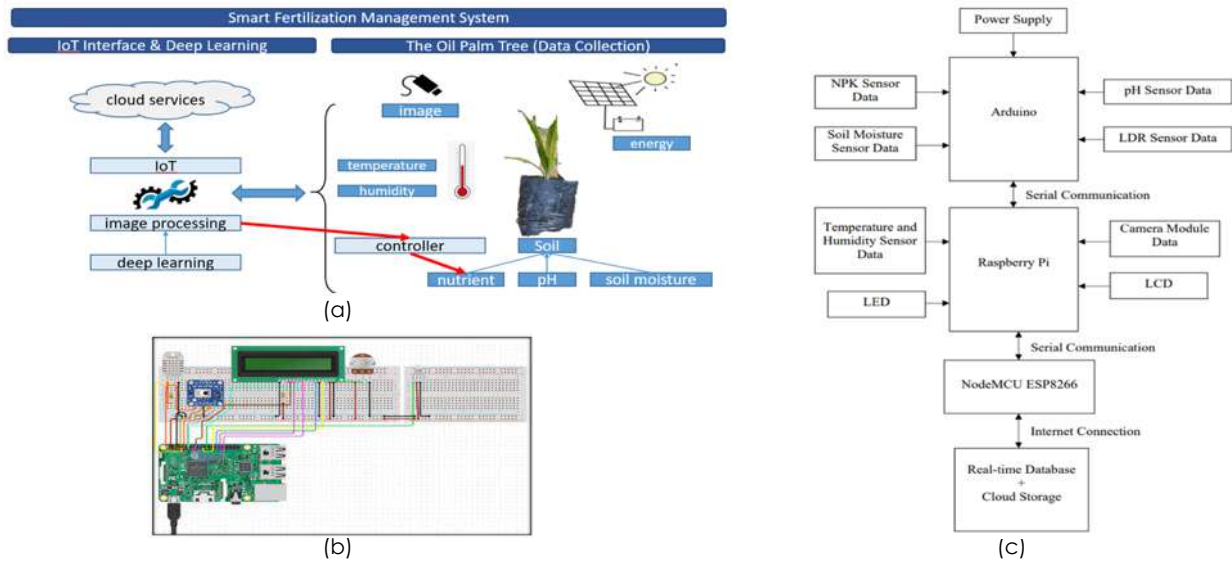 Smart Fertilization Management System
IoT Interface & Deep Learning
The Oil Palm Tree (Data Collection)
cloud services
IoT
image processing
deep learning
image
temperature
humidity
energy
controller
Soil
nutrient
pH
soil moisture
(a)
(b)
Power Supply
NPK Sensor
Data
Arduino
pH Sensor Data
Soil Moisture
Sensor Data
LDR Sensor Data
Serial Communication
Temperature and
Humidity Sensor
Data
Raspberry Pi
Camera Module
Data
LED
LCD
Serial Communication
NodeMCU ESP8266
Internet Connection
Real-time Database
+
Cloud Storage
(c)